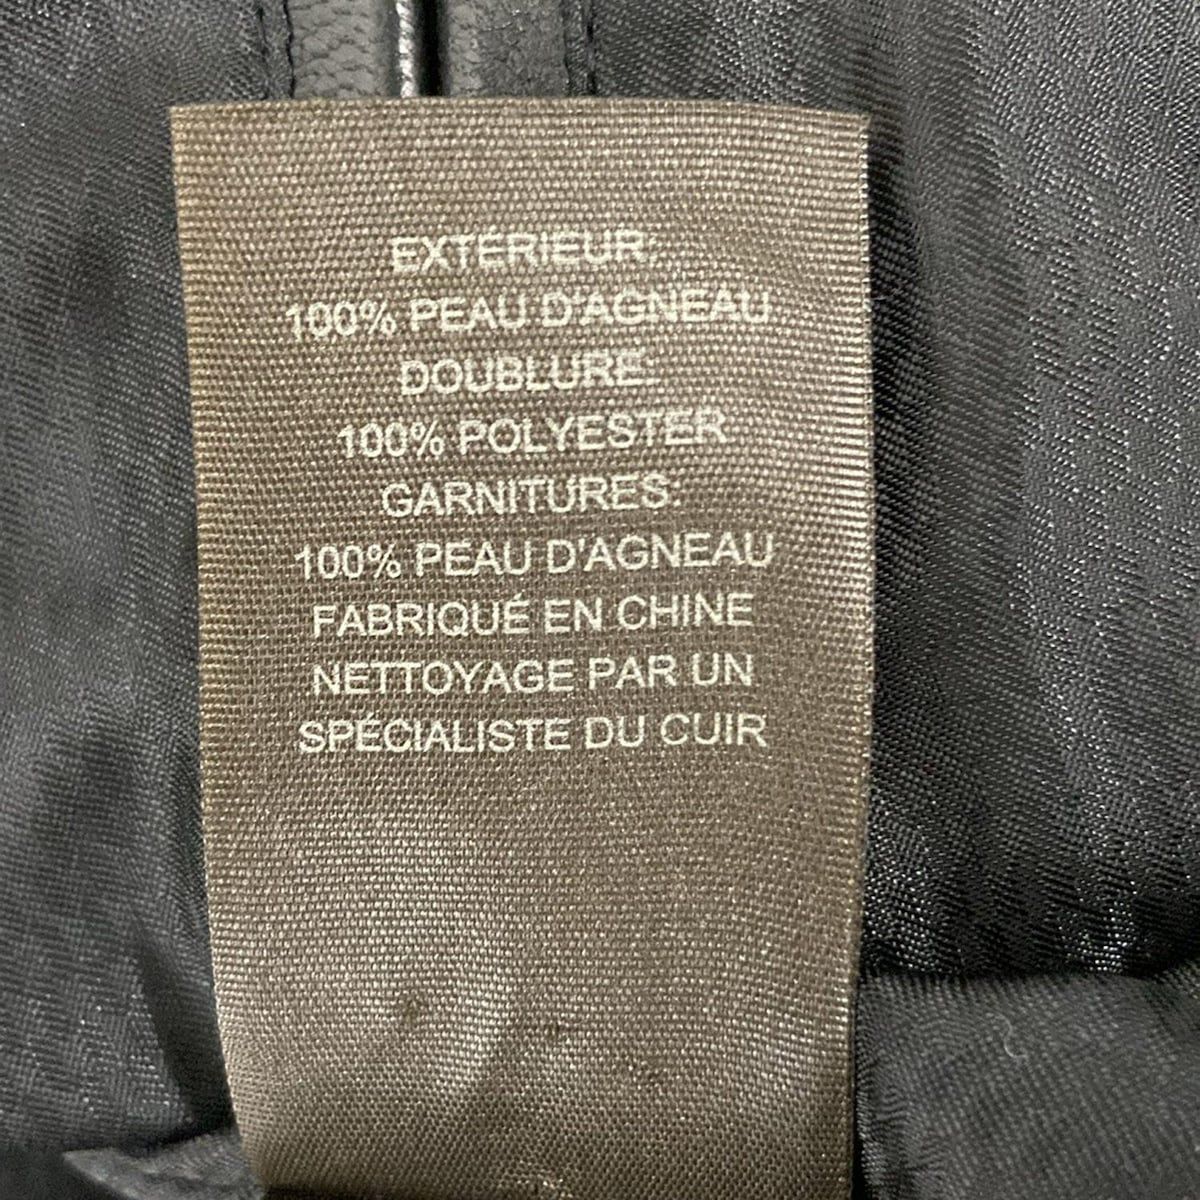 EXTÉRIEUR:
100% PEAU D'AGNEAU
DOUBLURE:
100% POLYESTER
GARNITURES:
100% PEAU D'AGNEAU
FABRIQUÉ EN CHINE
NETTOYAGE PAR UN
SPÉCIALISTE DU CUIR